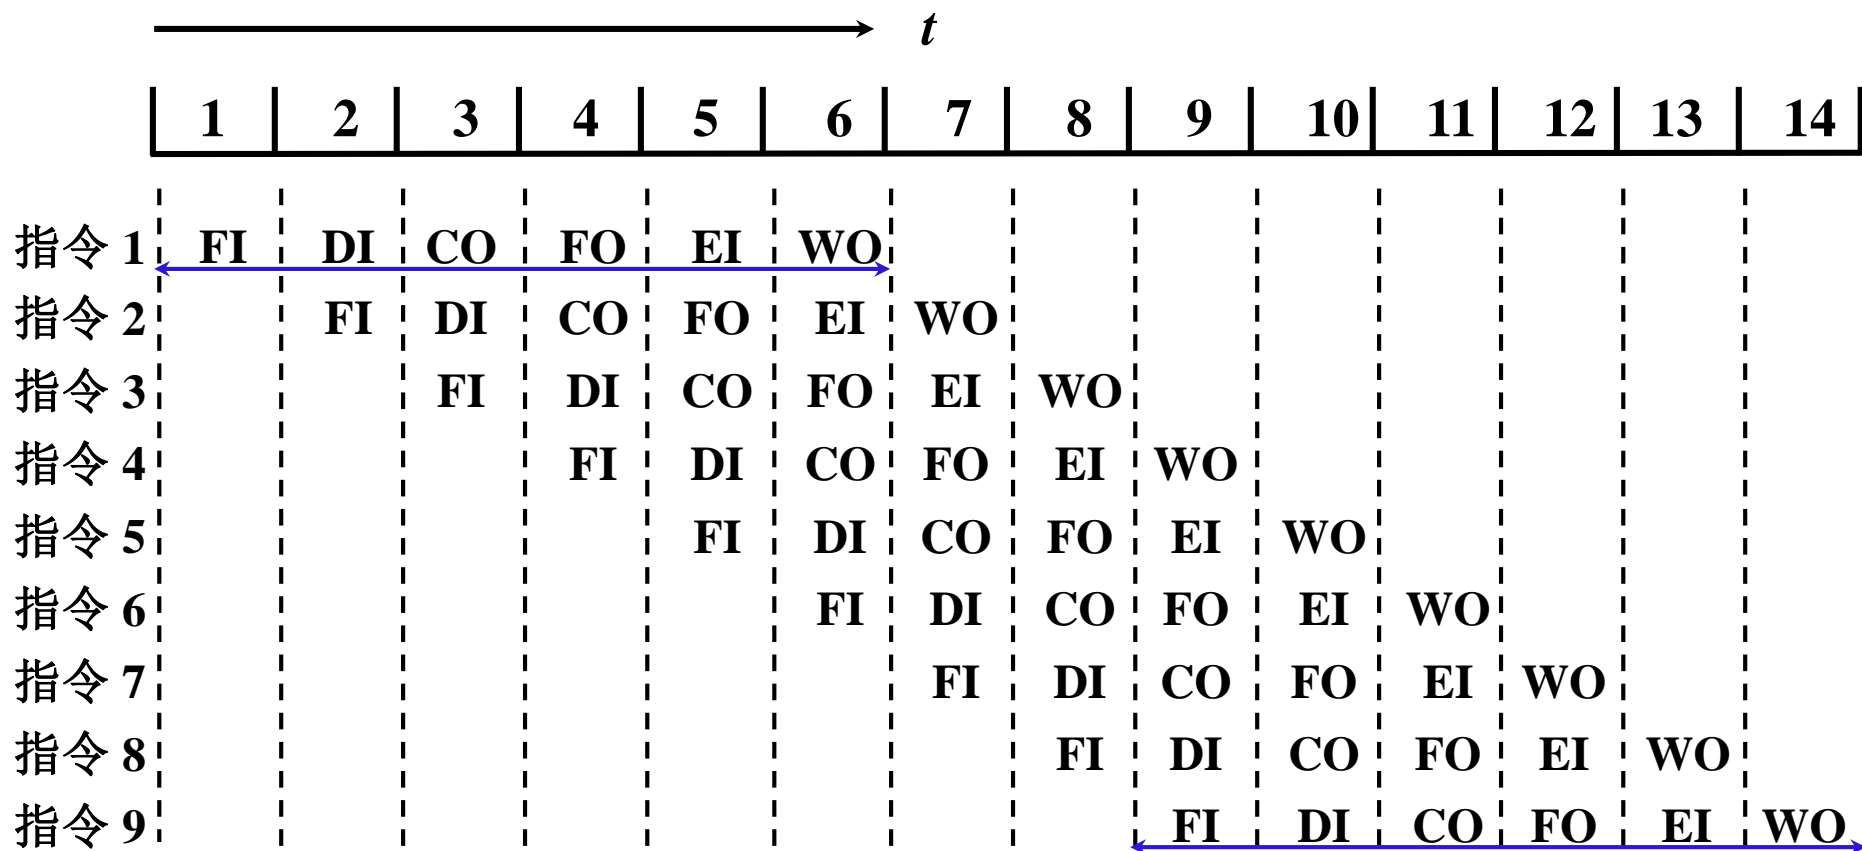 t
1 2 3 4 5 6 7 8 9 10 11 12 13 14
指令 1 FI DI CO FO EI WO
指令 2 FI DI CO FO EI WO
指令 3 FI DI CO FO EI WO
指令 4 FI DI CO FO EI WO
指令 5 FI DI CO FO EI WO
指令 6 FI DI CO FO EI WO
指令 7 FI DI CO FO EI WO
指令 8 FI DI CO FO EI WO
指令 9 FI DI CO FO EI WO